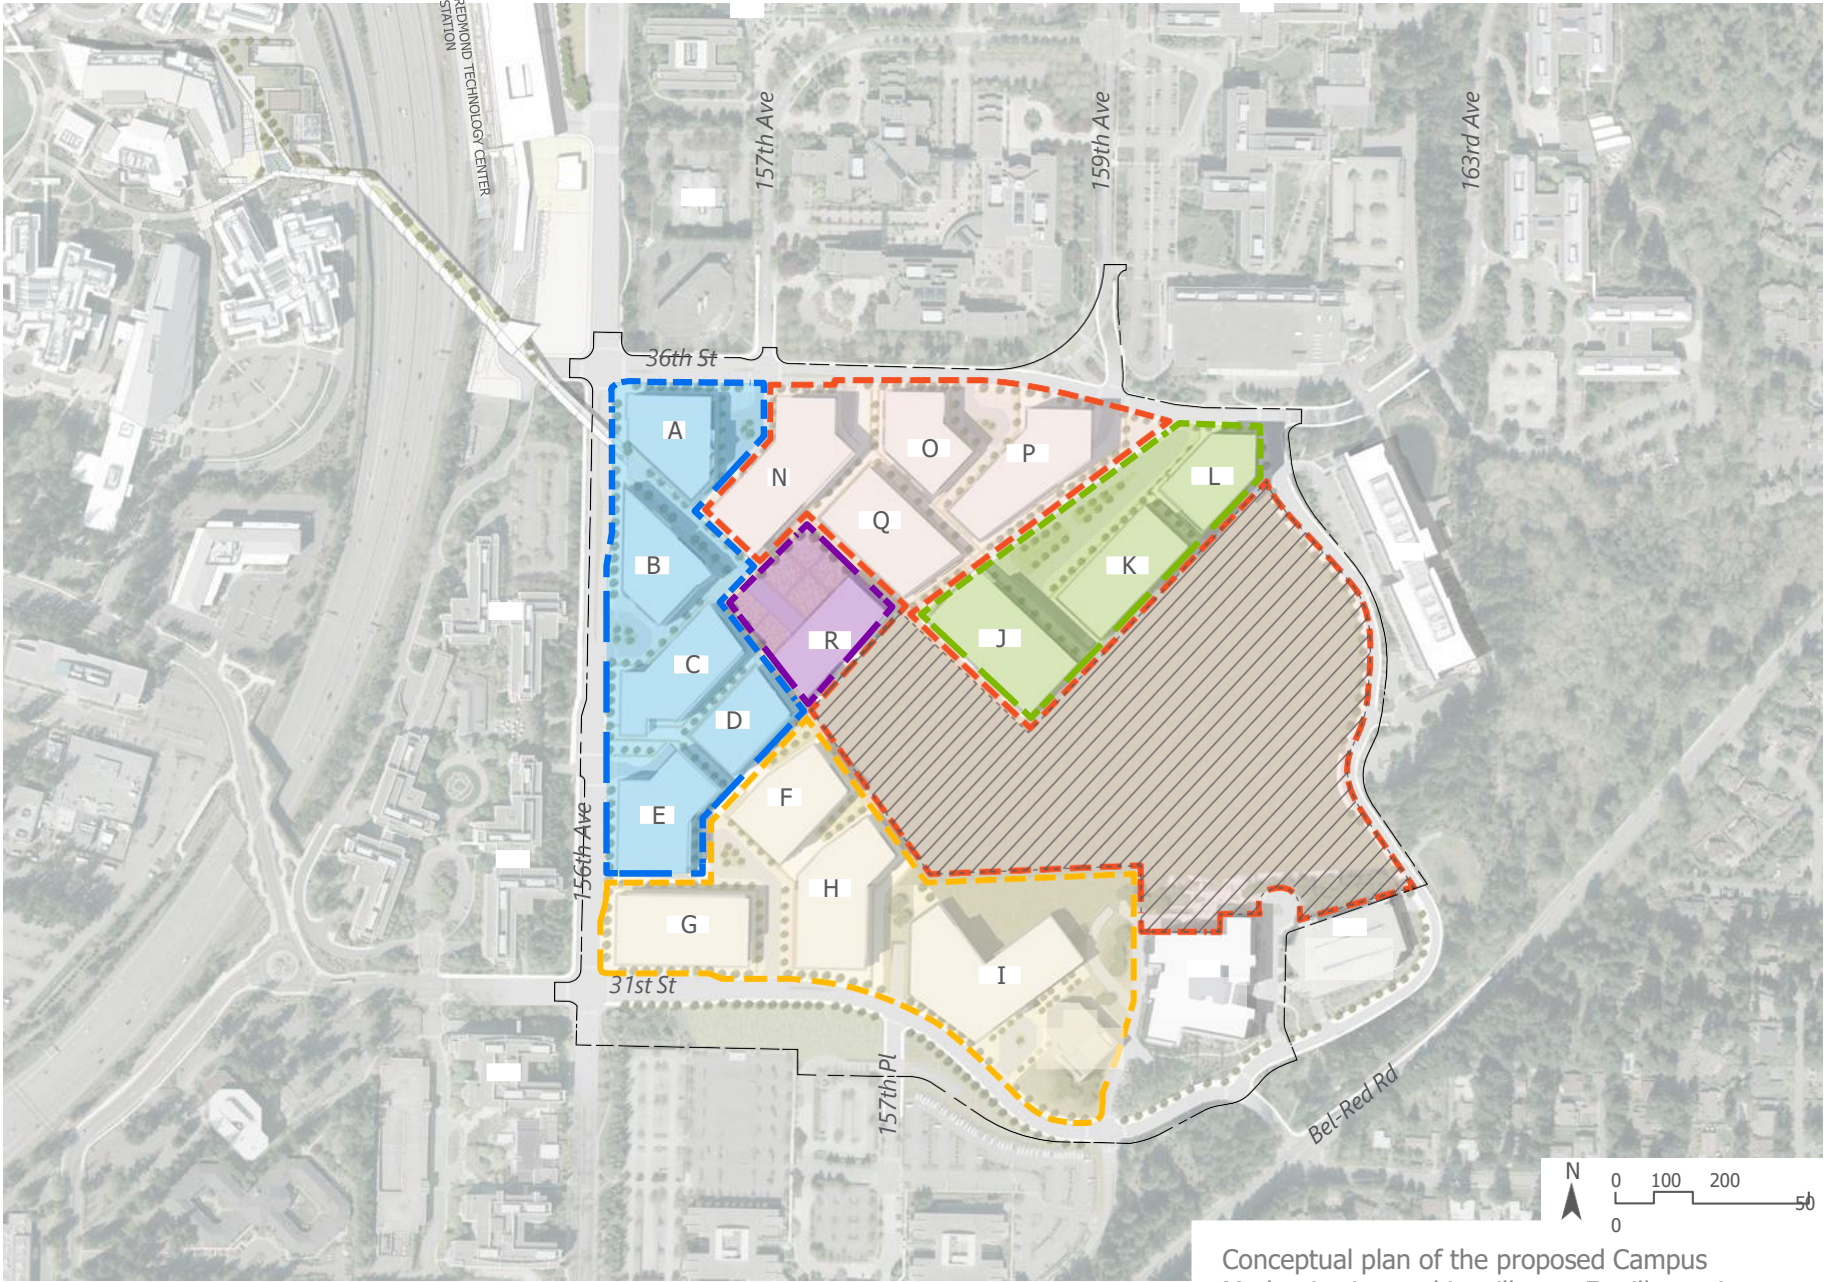 REDMOND TECHNOLOGY CENTER
STATION
157th Ave
159th Ave
163rd Ave
36th St
A
N
O
P
L
Q
B
K
R
J
C
D
F
E
156th Ave
H
G
I
31st St
157th Pl
Bel-Red Rd
N
0 100 200
50
0
Conceptual plan of the proposed Campus